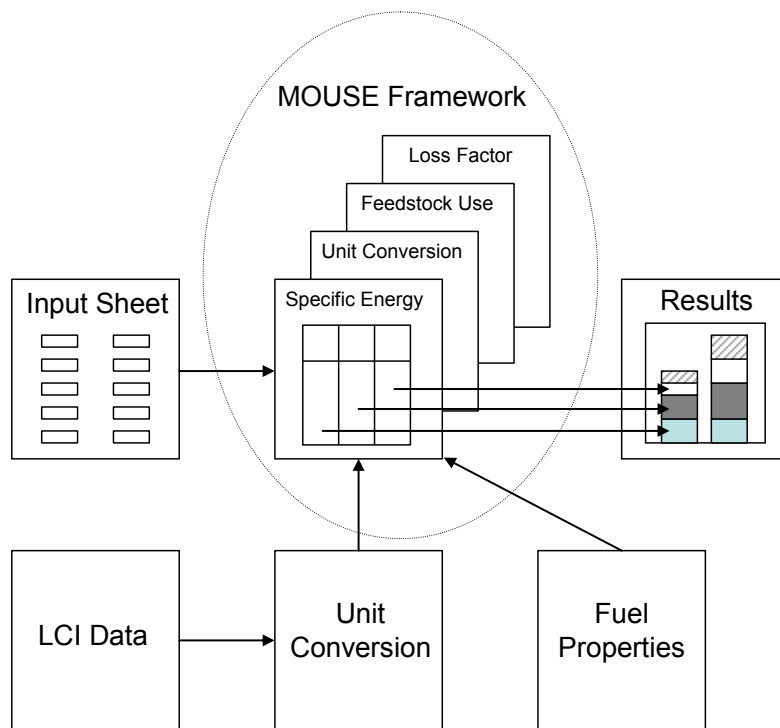 MOUSE Framework
Loss Factor
Feedstock Use
Unit Conversion
Specific Energy
Input Sheet
Results
LCI Data
Unit
Conversion
Fuel
Properties